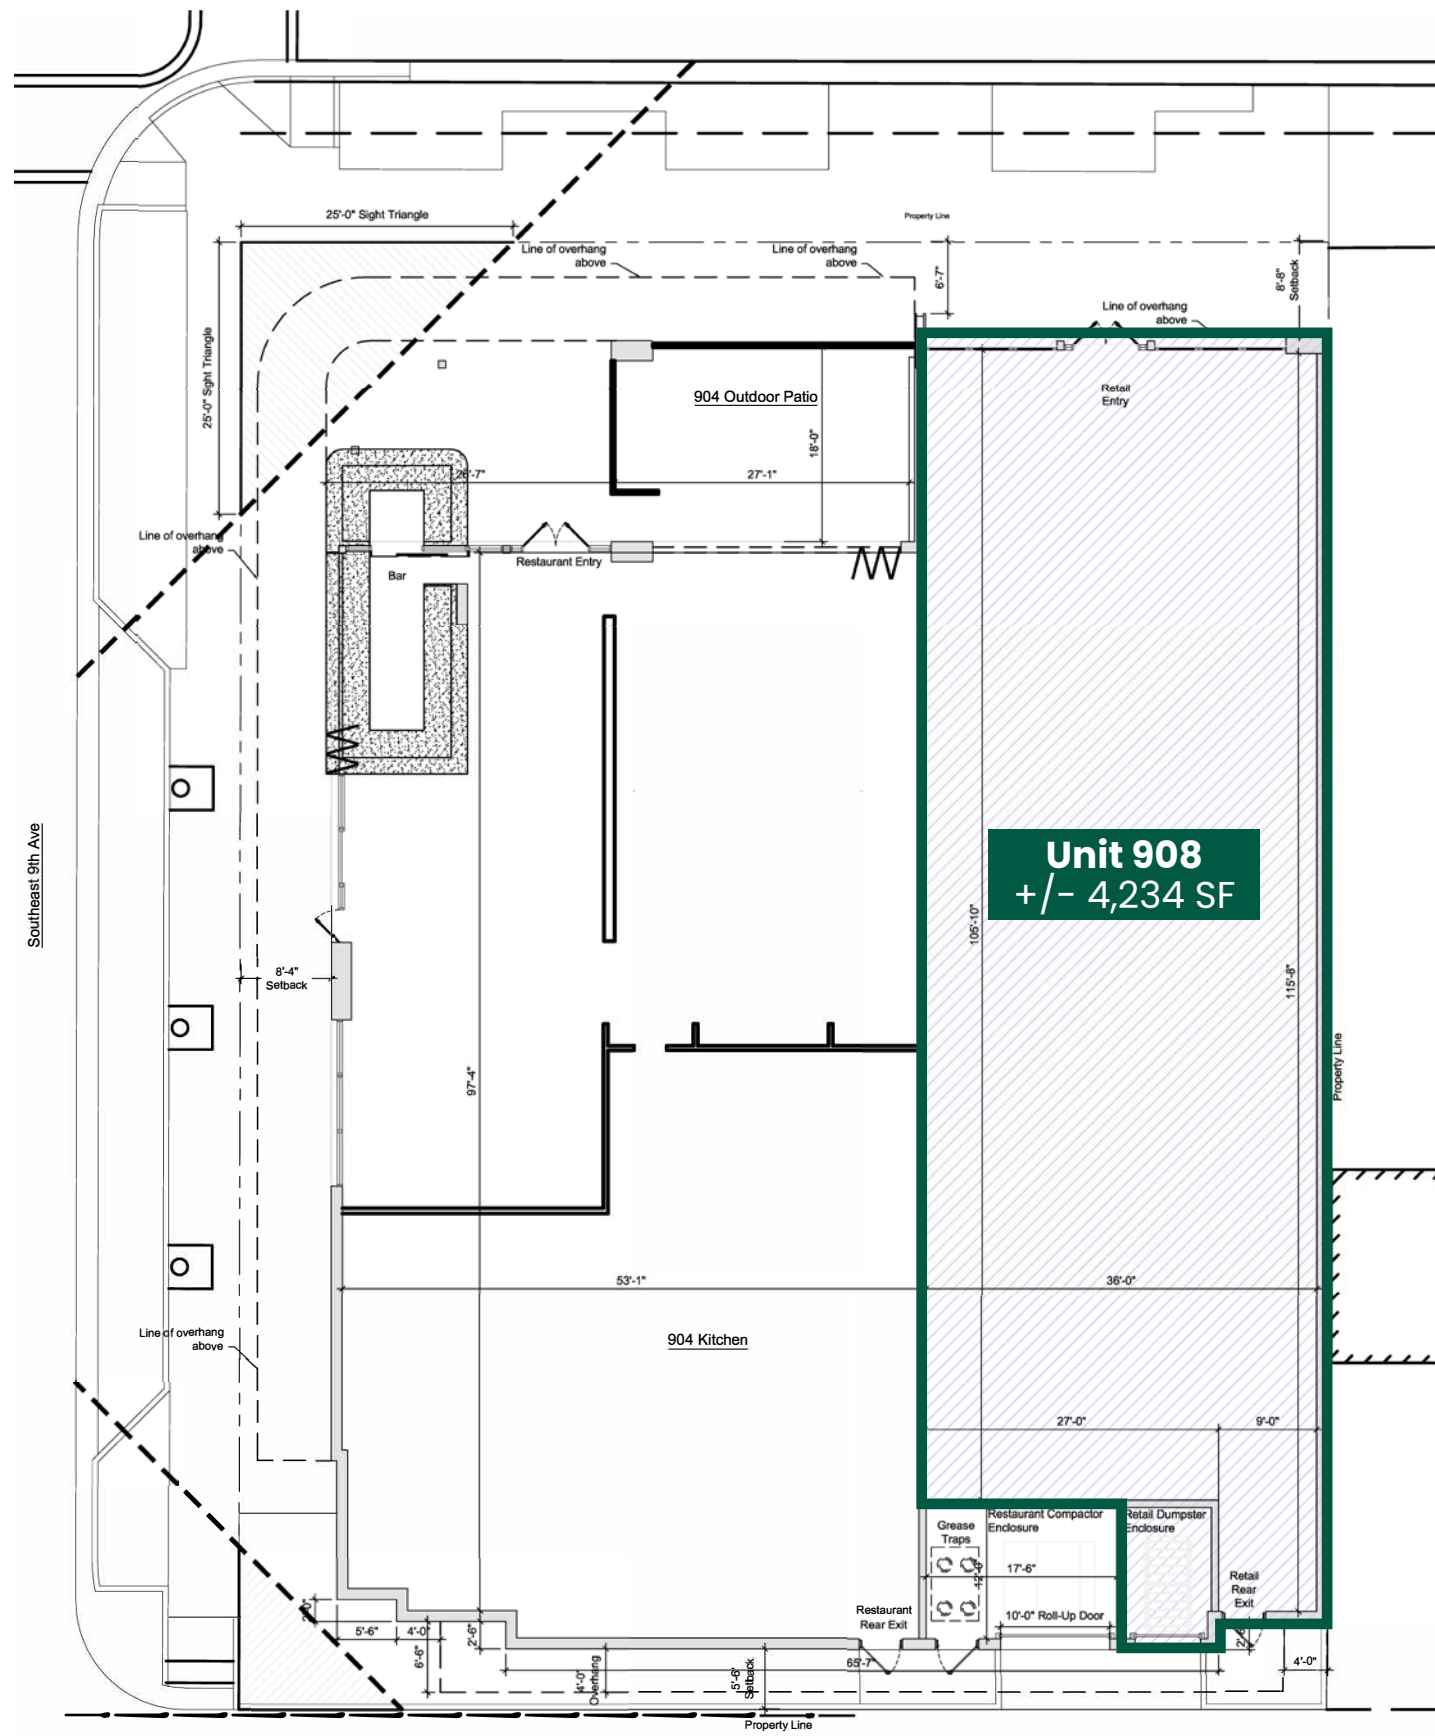 25'-0" Sight Triangle
Property Line
Line of overhang
above
Line of overhang
above
6'-7"
8'-8"
Setback
Line of overhang
above
25'-0" Sight Triangle
904 Outdoor Patio
Retail
Entry
18'-0"
27'-1"
Line of overhang
above
Restaurant Entry
Bar
Unit 908
+/- 4,234 SF
Southeast 9th Ave
105'-10"
8'-4"
Setback
115'-8"
97'-4"
Property Line
53'-1"
36'-0"
Line of overhang
above
904 Kitchen
27'-0"
9'-0"
Restaurant Compactor
Enclosure
Retail Dumpster
Enclosure
Grease
Traps
12'-0"
17'-6"
Retail
Rear
Exit
Restaurant
Rear Exit
10'-0" Roll-Up Door
5'-6"
4'-0"
2'-6"
6'-6"
65'-7"
4'-0"
Overhang
5'-6"
Setback
4'-0"
Property Line